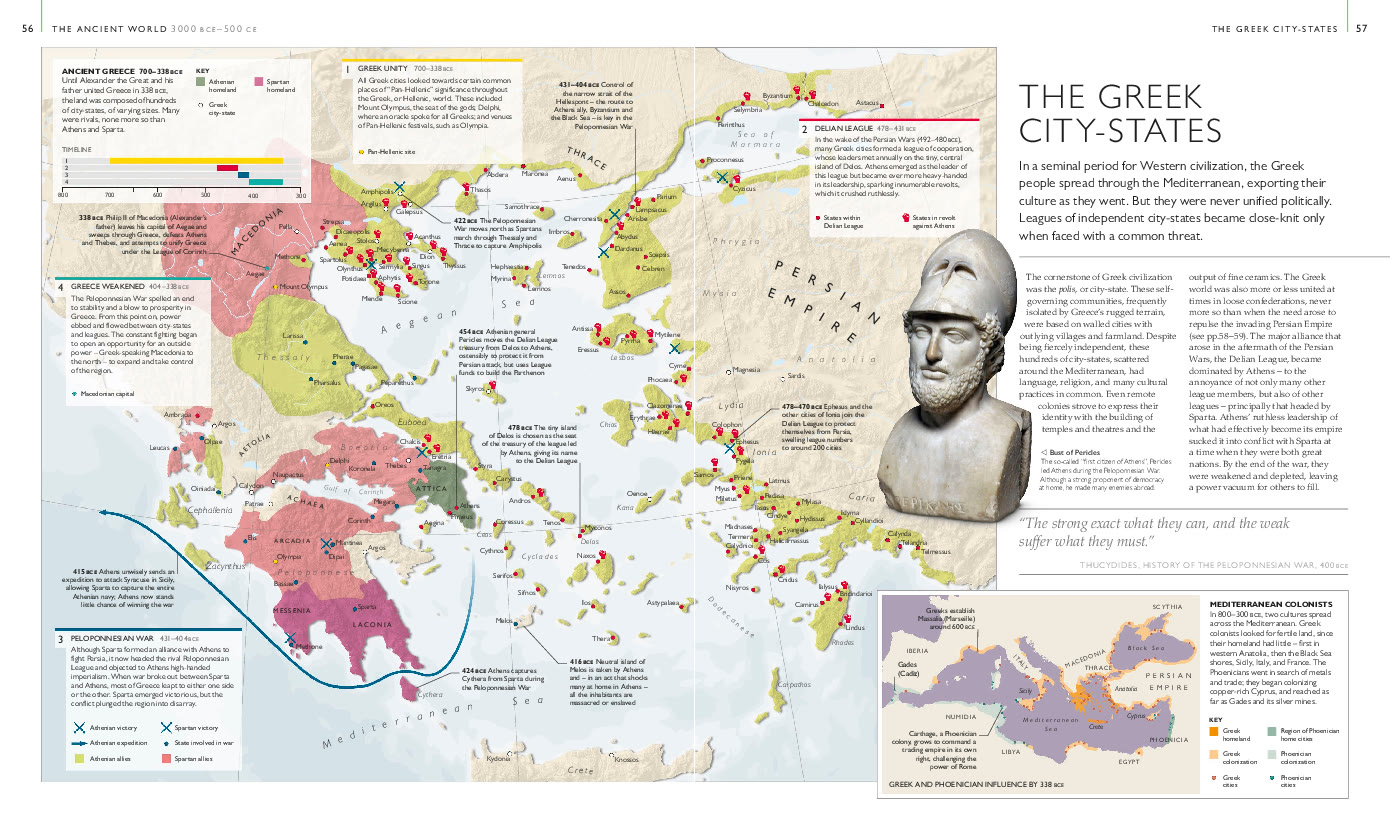 56 THE ANCIENT WORLD 3000 BCE–500 CE
THE GREEK CITY-STATES 57
ANCIENT GREECE 700–338 BCE
Until Alexander the Great and his
father united Greece in 338 BCE,
the land was composed of hundreds
of city-states, of varying sizes. Many
were rivals, none more so than
Athens and Sparta.
KEY
Athenian
homeland
Spartan
homeland
Greek
city-state
TIMELINE
1
2
3
4
800 700 600 500 400 300
1 GREEK UNITY 700–338 BCE
All Greek cities looked towards certain common
places of "Pan-Hellenic" significance throughout
the Greek, or Hellenic, world. These included
Mount Olympus, the seat of the gods; Delphi,
where an oracle spoke for all Greeks; and venues
of Pan-Hellenic festivals, such as Olympia.
Pan-Hellenic site
431–404 BCE Control of
the narrow strait of the
Hellespont – the route to
Athens ally, Byzantium and
the Black Sea – is key in the
Peloponnesian War
2 DELIAN LEAGUE 478–431 BCE
In the wake of the Persian Wars (492–480 BCE),
many Greek cities formed a league of cooperation,
whose leaders met annually on the tiny, central
island of Delos. Athens emerged as the leader of
this league but became ever more heavy-handed
in its leadership, sparking innumerable revolts,
which it crushed ruthlessly.
States within
Delian League
States in revolt
against Athens
338 BCE Philip II of Macedonia (Alexander's
father) leaves his capital of Aegae and
sweeps through Greece, defeats Athens
and Thebes, and attempts to unify Greece
under the League of Corinth
4 GREECE WEAKENED 404–338 BCE
The Peloponnesian War spelled an end
to stability and a blow to prosperity in
Greece. From this point on, power
ebbed and flowed between city-states
and leagues. The constant fighting began
to open an opportunity for an outside
power – Greek-speaking Macedonia to
the north – to expand and take control
of the region.
Macedonian capital
422 BCE The Peloponnesian
War moves north as Spartans
march through Thessaly and
Thrace to capture Amphipolis
454 BCE Athenian general
Pericles moves the Delian League
treasury from Delos to Athens,
ostensibly to protect it from
Persian attack, but uses League
funds to build the Parthenon
478 BCE The tiny island
of Delos is chosen as the seat
of the treasury of the league led
by Athens, giving its name
to the Delian League
478–470 BCE Ephesus and the
other cities of Ionia join the
Delian League to protect
themselves from Persia,
swelling league numbers
to around 200 cities
415 BCE Athens unwisely sends an
expedition to attack Syracuse in Sicily,
allowing Sparta to capture the entire
Athenian navy; Athens now stands
little chance of winning the war
3 PELOPONNESIAN WAR 431–404 BCE
Although Sparta formed an alliance with Athens to
fight Persia, it now headed the rival Peloponnesian
League and objected to Athens high-handed
imperialism. When war broke out between Sparta
and Athens, most of Greece leapt to either one side
or the other. Sparta emerged victorious, but the
conflict plunged the region into disarray.
Athenian victory
Spartan victory
Athenian expedition
State involved in war
Athenian allies
Spartan allies
424 BCE Athens captures
Cythera from Sparta during
the Peloponnesian War
416 BCE Neutral island of
Melos is taken by Athens
and – in an act that shocks
many at home in Athens –
all the inhabitants are
massacred or enslaved
MACEDONIA
THRACE
PERSIAN
EMPIRE
Sea of
Marmara
Phrygia
Mysia
Anatolia
Lydia
Ionia
Caria
Aegean
Sea
Mediterranean
Sea
Thessaly
Euboea
Boeotia
AETOLIA
ACHAEA
ATTICA
ARCADIA
Peloponnese
MESSENIA
LACONIA
Gulf of Corinth
Cephallenia
Zacynthus
Cythera
Crete
Cyclades
Dodecanese
Carpathos
Rhodes
Lemnos
Lesbos
Chios
Delos
Ceos
Byzantium
Chalcedon
Astacus
Selymbria
Perinthus
Proconnesus
Cyzicus
Abdera
Maronea
Aenus
Thasos
Amphipolis
Argilus
Galepsus
Samothrace
Imbros
Cherronesta
Parium
Lampsacus
Arisbe
Abydus
Dardanus
Scepsis
Cebren
Tenedos
Assos
Hephaesteia
Myrina
Lemnos
Pella
Strepsa
Dicaeopolis
Stolos
Acanthus
Aenea
Mecyberna
Dion
Methone
Spartolus
Olynthus
Sermylia
Singus
Thyssus
Potidaea
Aphytis
Torone
Mende
Scione
Aegae
Mount Olympus
Larissa
Pherae
Pagasae
Pharsalus
Peparethus
Oreos
Skyros
Antissa
Mytilene
Pyrrha
Eressus
Cyme
Phocaea
Magnesia
Sardis
Clazomenae
Erythrae
Hairae
Colophon
Ephesus
Pygela
Priene
Samos
Latmus
Myus
Miletus
Pedasa
Iasus
Mylasa
Cindye
Hydissus
Idyma
Cyllandus
Madnases
Syangela
Termera
Halicarnassus
Calydnioi
Cos
Cnidus
Calynda
Telandria
Telmessus
Nisyros
Ialysus
Camirus
Lindus
Oenoe
Ambracia
Argos
Leucas
Olpae
Oiniadai
Calydon
Naupactus
Patrae
Delphi
Koronela
Thebes
Chalcis
Eretria
Tanagra
Styra
Carystus
Megara
Athens
Piraeus
Corinth
Aegina
Elis
Mantinea
Argos
Olympia
Dipai
Bassae
Sparta
Methone
Andros
Coressus
Tenos
Myconos
Cythnos
Naxos
Serifos
Sifnos
Ios
Astypalaea
Melos
Thera
Kydonia
Knossos
THE GREEK
CITY-STATES
In a seminal period for Western civilization, the Greek
people spread through the Mediterranean, exporting their
culture as they went. But they were never unified politically.
Leagues of independent city-states became close-knit only
when faced with a common threat.
The cornerstone of Greek civilization
was the polis, or city-state. These self-
governing communities, frequently
isolated by Greece's rugged terrain,
were based on walled cities with
outlying villages and farmland. Despite
being fiercely independent, these
hundreds of city-states, scattered
around the Mediterranean, had
language, religion, and many cultural
practices in common. Even remote
colonies strove to express their
identity with the building of
temples and theatres and the
output of fine ceramics. The Greek
world was also more or less united at
times in loose confederations, never
more so than when the need arose to
repulse the invading Persian Empire
(see pp.58–59). The major alliance that
arose in the aftermath of the Persian
Wars, the Delian League, became
dominated by Athens – to the
annoyance of not only many other
league members, but also of other
leagues – principally that headed by
Sparta. Athens' ruthless leadership of
what had effectively become its empire
sucked it into conflict with Sparta at
a time when they were both great
nations. By the end of the war, they
were weakened and depleted, leaving
a power vacuum for others to fill.
◁ Bust of Pericles
The so-called "first citizen of Athens", Pericles
led Athens during the Peloponnesian War.
Although a strong proponent of democracy
at home, he made many enemies abroad.
"The strong exact what they can, and the weak
suffer what they must."
THUCYDIDES, HISTORY OF THE PELOPONNESIAN WAR, 400 BCE
Greeks establish
Massalia (Marseille)
around 600 BCE
SCYTHIA
IBERIA
ITALY
Black Sea
MACEDONIA
THRACE
PERSIAN
EMPIRE
Gades
(Cadiz)
Sicily
Anatolia
NUMIDIA
Mediterranean
Sea
Crete
Cyprus
PHOENICIA
Carthage, a Phoenician
colony, grows to command a
trading empire in its own
right, challenging the
power of Rome
LIBYA
EGYPT
GREEK AND PHOENICIAN INFLUENCE BY 338 BCE
MEDITERRANEAN COLONISTS
In 800–300 BCE, two cultures spread
across the Mediterranean. Greek
colonists looked for fertile land, since
their homeland had little – first in
western Anatolia, then the Black Sea
shores, Sicily, Italy, and France. The
Phoenicians went in search of metals
and trade; they began colonizing
copper-rich Cyprus, and reached as
far as Gades and its silver mines.
KEY
Greek
homeland
Region of Phoenician
home cities
Greek
colonization
Phoenician
colonization
Greek
cities
Phoenician
cities